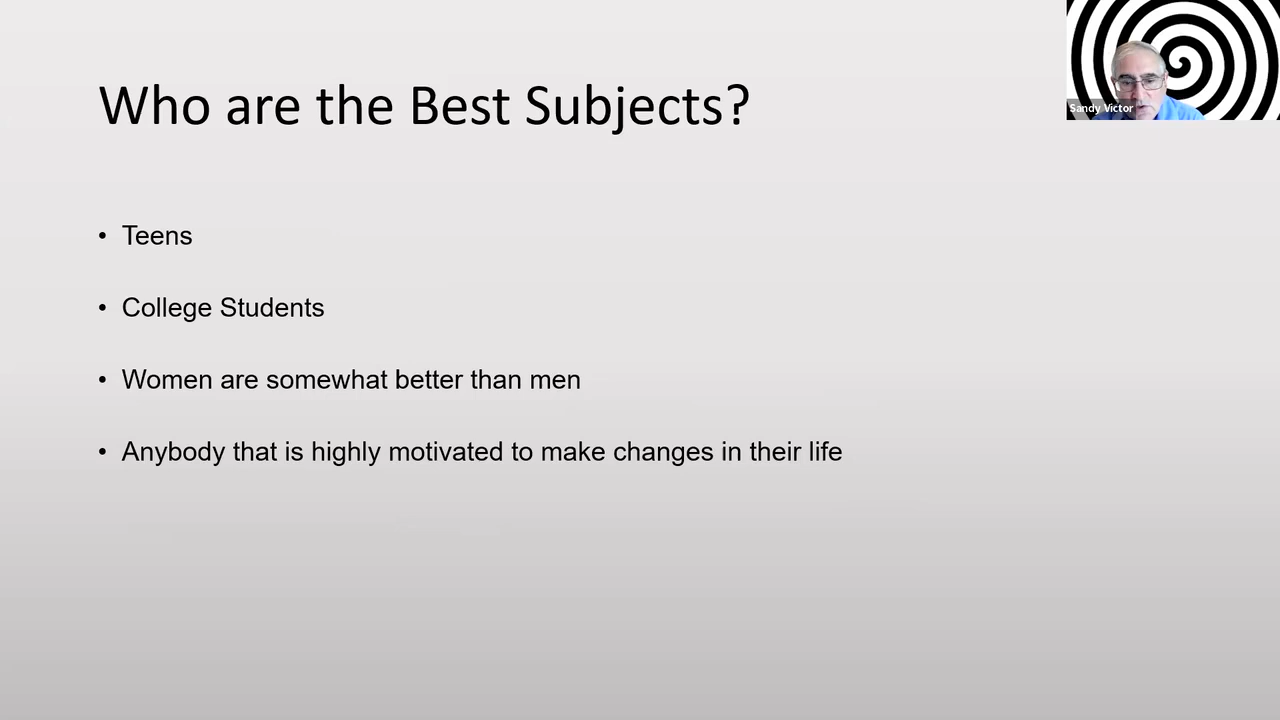 Who are the Best Subjects?
Sandy Victor
• Teens
• College Students
• Women are somewhat better than men
• Anybody that is highly motivated to make changes in their life